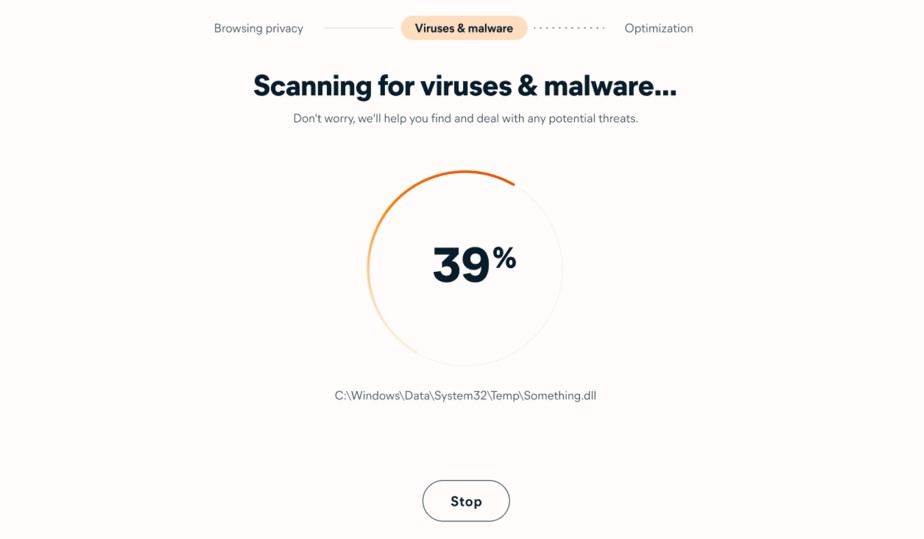 Browsing privacy
Viruses & malware
Optimization
Scanning for viruses & malware...
Don't worry, we'll help you find and deal with any potential threats.
39%
C:\Windows\Data\System32\Temp\Something.dll
Stop